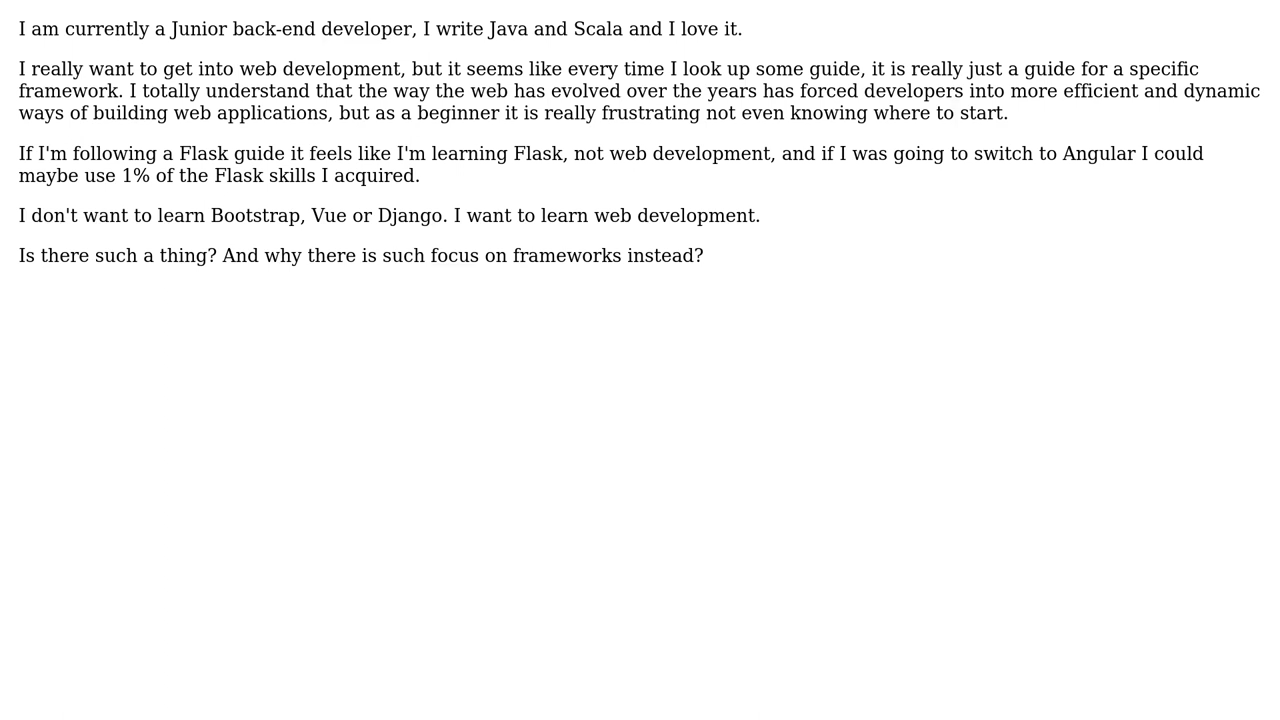 I am currently a Junior back-end developer, I write Java and Scala and I love it.
I really want to get into web development, but it seems like every time I look up some guide, it is really just a guide for a specific
framework. I totally understand that the way the web has evolved over the years has forced developers into more efficient and dynamic
ways of building web applications, but as a beginner it is really frustrating not even knowing where to start.
If I'm following a Flask guide it feels like I'm learning Flask, not web development, and if I was going to switch to Angular I could
maybe use 1% of the Flask skills I acquired.
I don't want to learn Bootstrap, Vue or Django. I want to learn web development.
Is there such a thing? And why there is such focus on frameworks instead?